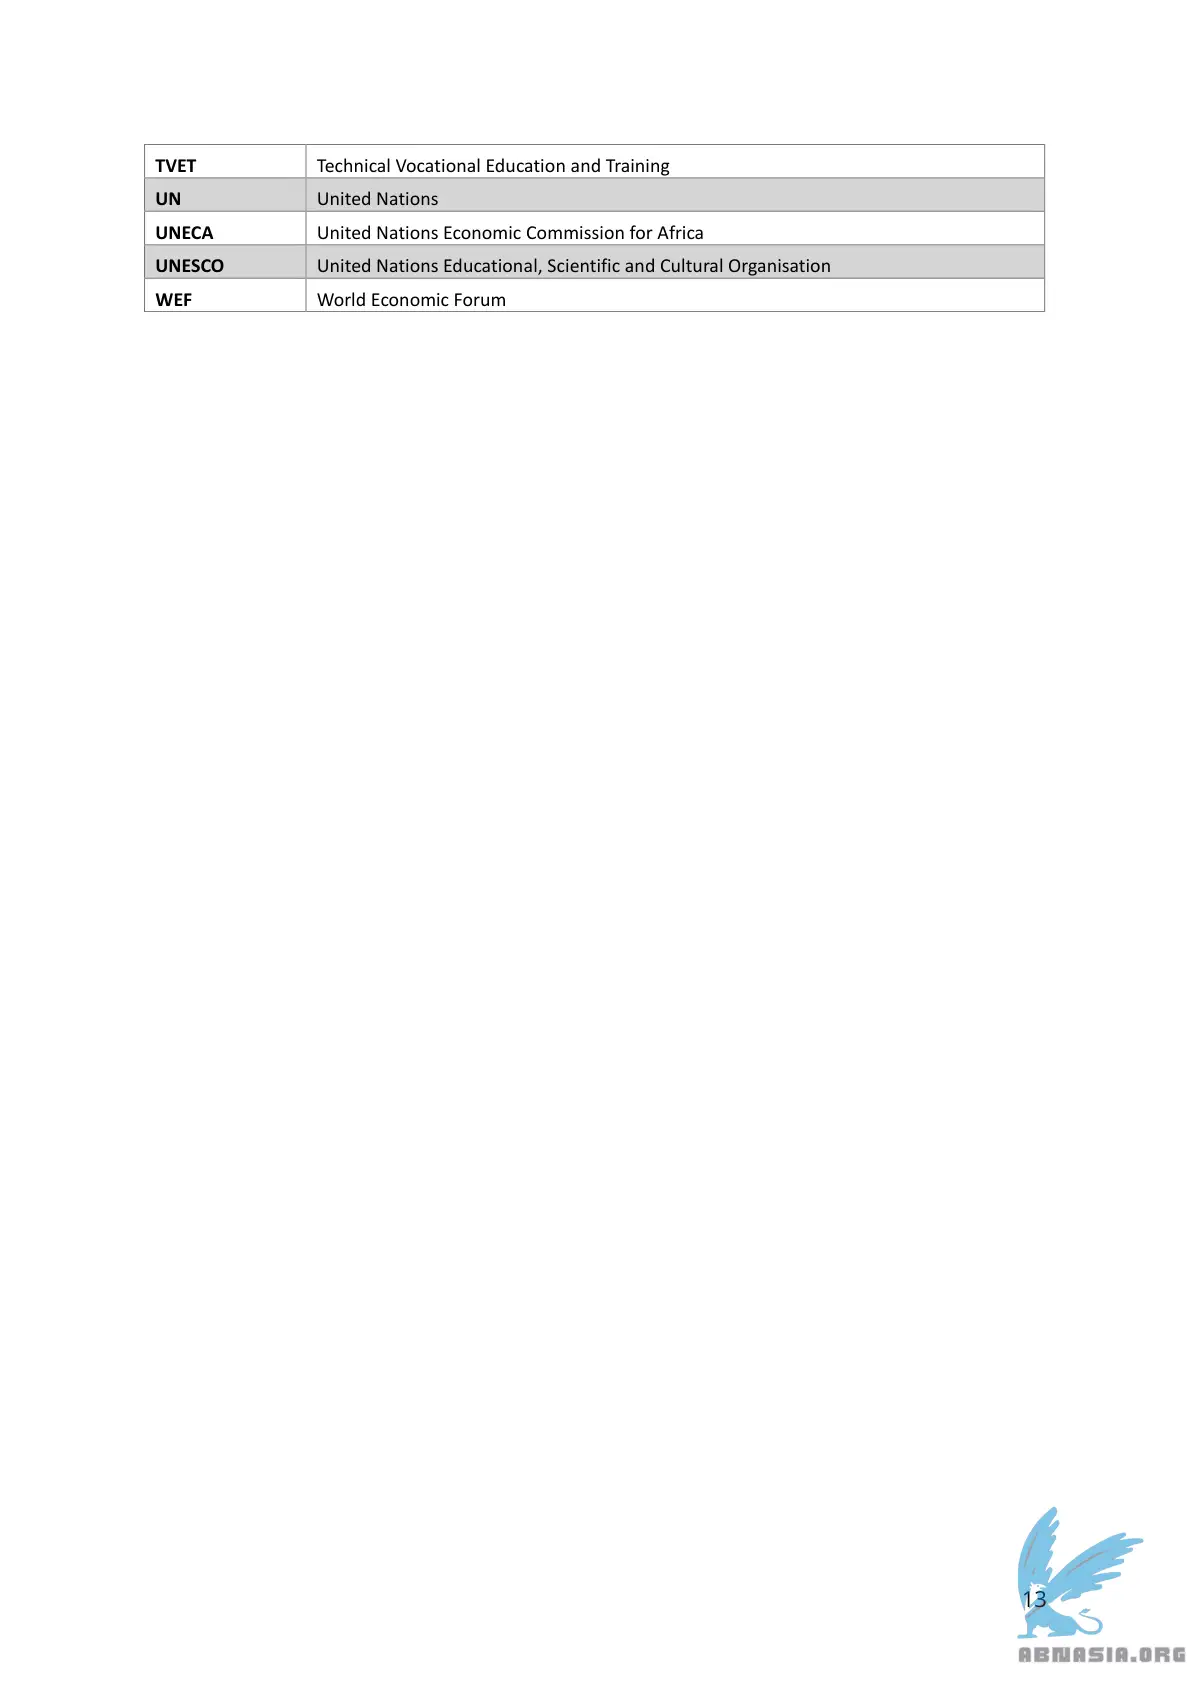 TVET Technical Vocational Education and Training
UN United Nations
UNECA United Nations Economic Commission for Africa
UNESCO United Nations Educational, Scientific and Cultural Organisation
WEF World Economic Forum
13
ABNASIA.ORG